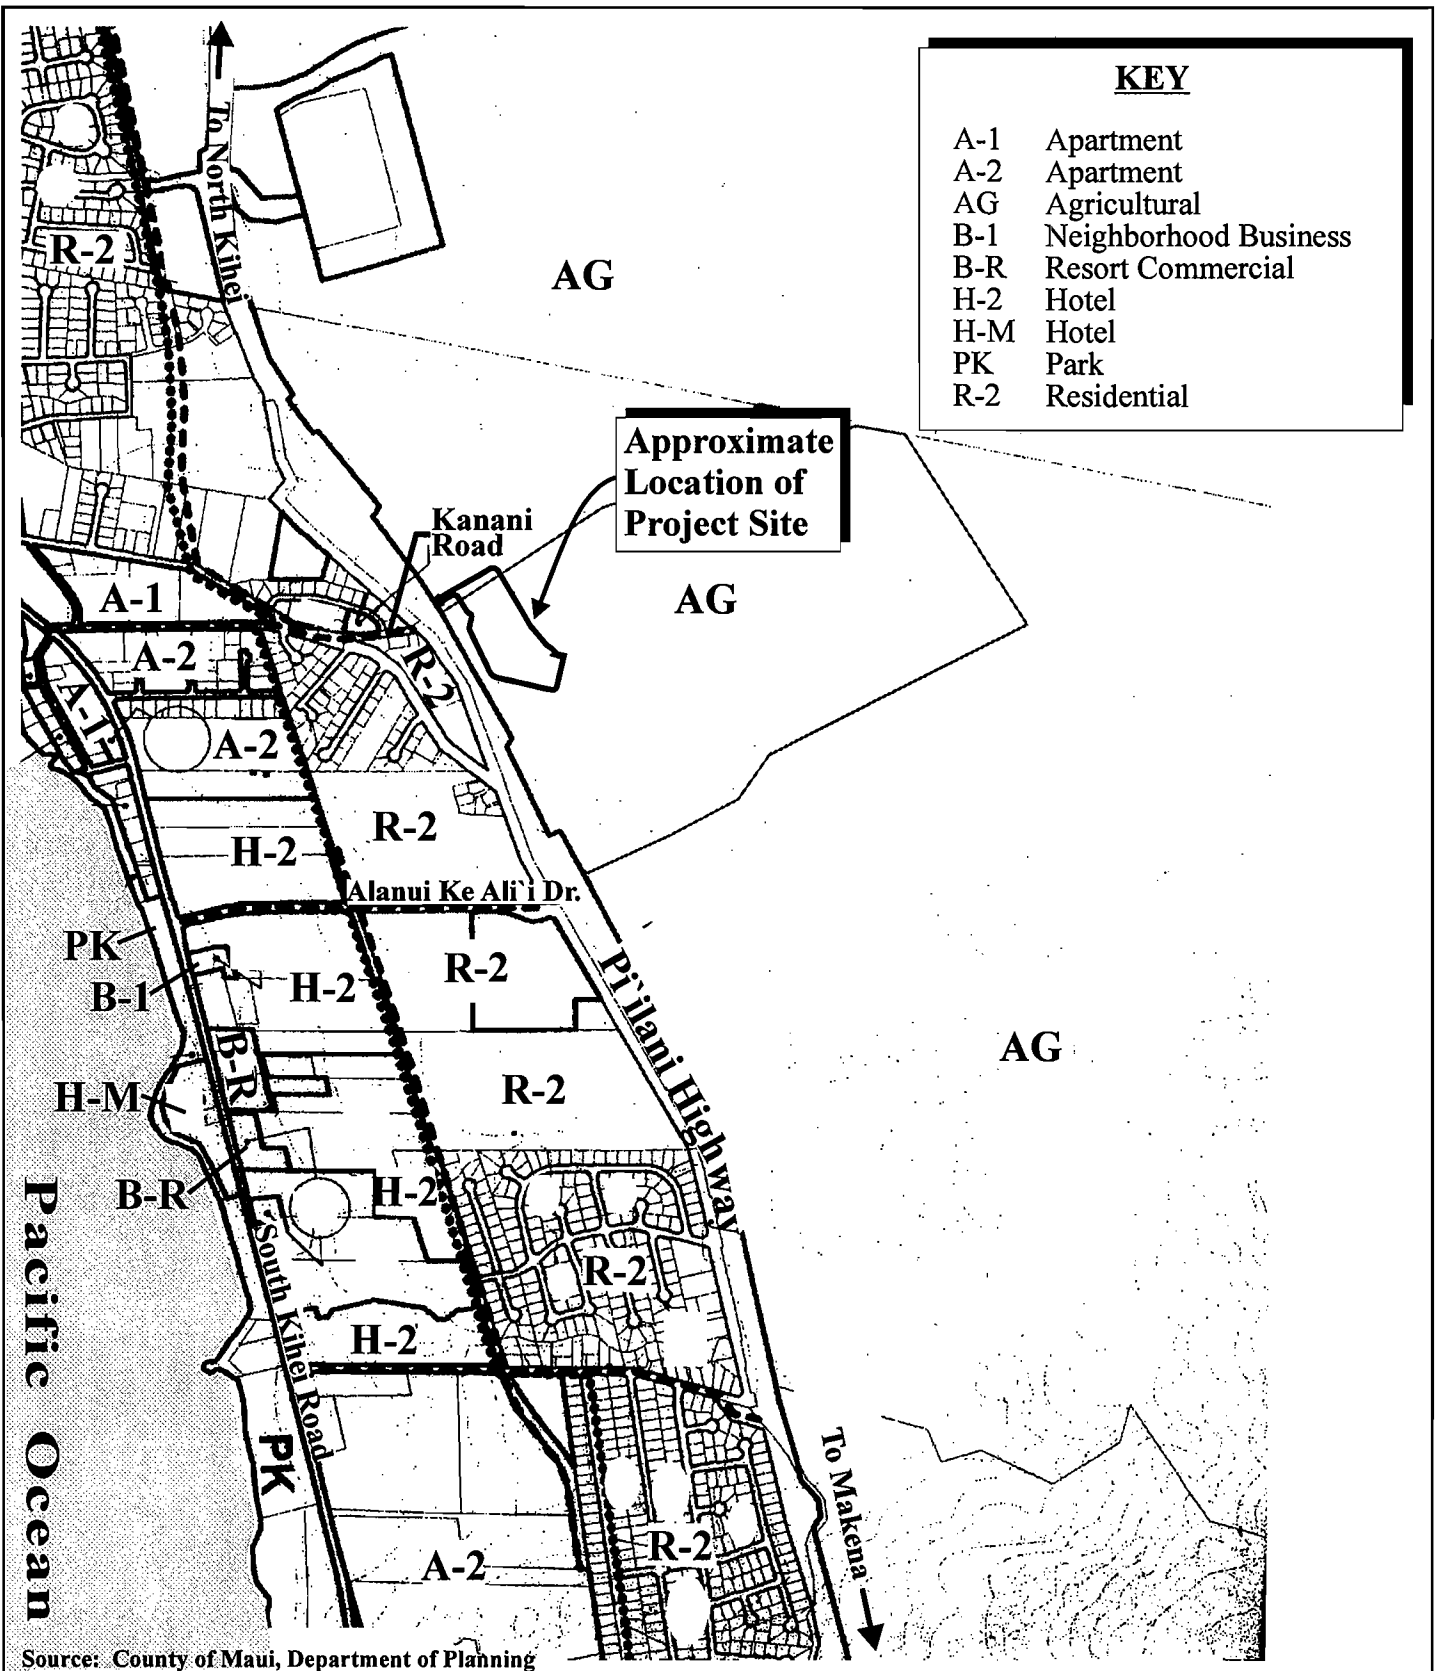 KEY
A-1 Apartment
A-2 Apartment
AG Agricultural
B-1 Neighborhood Business
B-R Resort Commercial
H-2 Hotel
H-M Hotel
PK Park
R-2 Residential
To North Kihei
R-2
AG
Approximate
Location of
Project Site
Kanani
Road
A-1
AG
A-2
R-2
A-1
A-2
R-2
H-2
Alanui Ke Ali`i Dr.
PK
B-1
H-2
R-2
Pi`ilani Highway
B-R
AG
H-M
R-2
B-R
H-2
R-2
South Kihei Road
H-2
Pacific Ocean
PK
To Makena
R-2
A-2
Source: County of Maui, Department of Planning